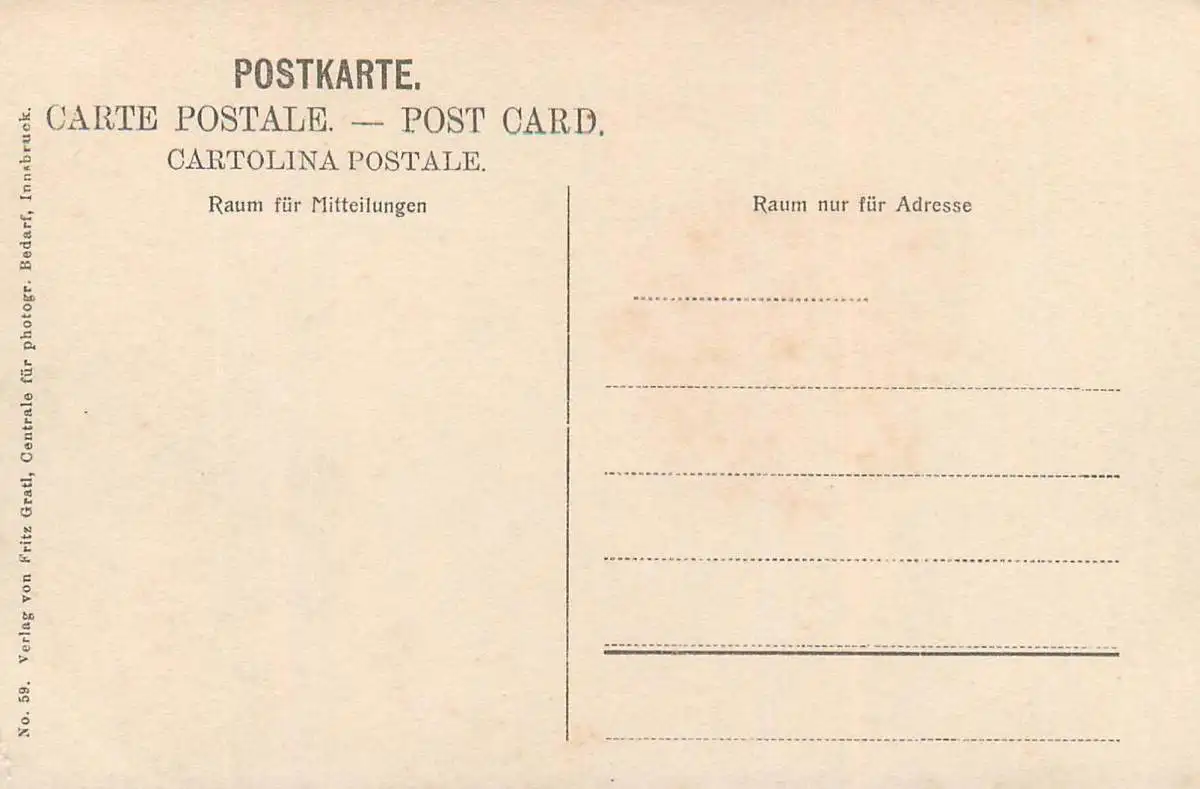 POSTKARTE.
CARTE POSTALE. — POST CARD.
CARTOLINA POSTALE.
Raum für Mitteilungen
Raum nur für Adresse
No. 59. Verlag von Fritz Gratl, Centrale für photogr. Bedarf, Innsbruck.